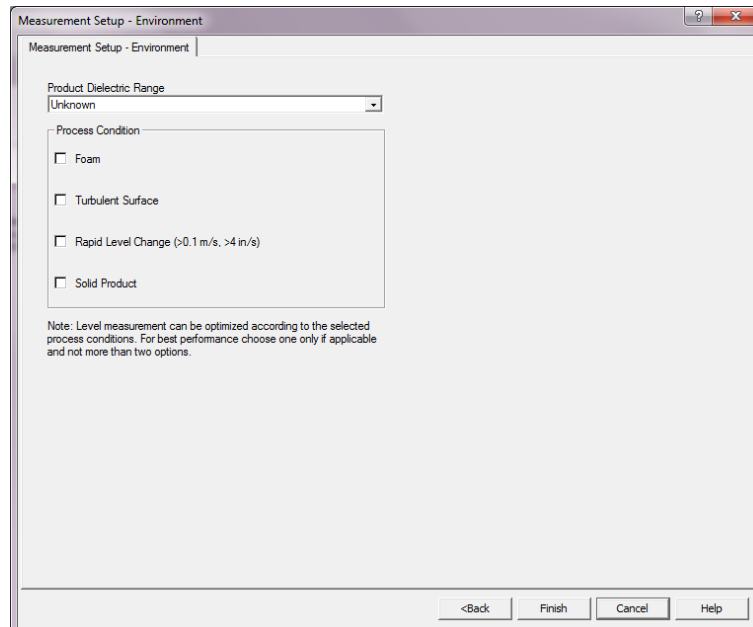 Measurement Setup - Environment
Measurement Setup - Environment
Product Dielectric Range
Unknown
Process Condition
Foam
Turbulent Surface
Rapid Level Change (>0.1 m/s, >4 in/s)
Solid Product
Note: Level measurement can be optimized according to the selected
process conditions. For best performance choose one only if applicable
and not more than two options.
<Back Finish Cancel Help